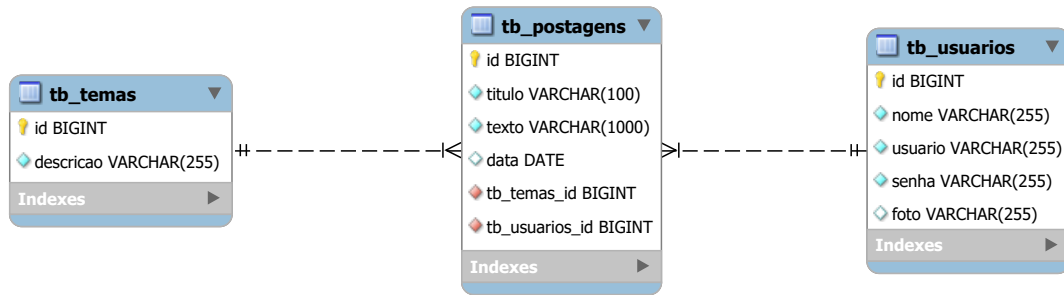 tb_temas
id BIGINT
descricao VARCHAR(255)
Indexes
tb_postagens
id BIGINT
titulo VARCHAR(100)
texto VARCHAR(1000)
data DATE
tb_temas_id BIGINT
tb_usuarios_id BIGINT
Indexes
tb_usuarios
id BIGINT
nome VARCHAR(255)
usuario VARCHAR(255)
senha VARCHAR(255)
foto VARCHAR(255)
Indexes